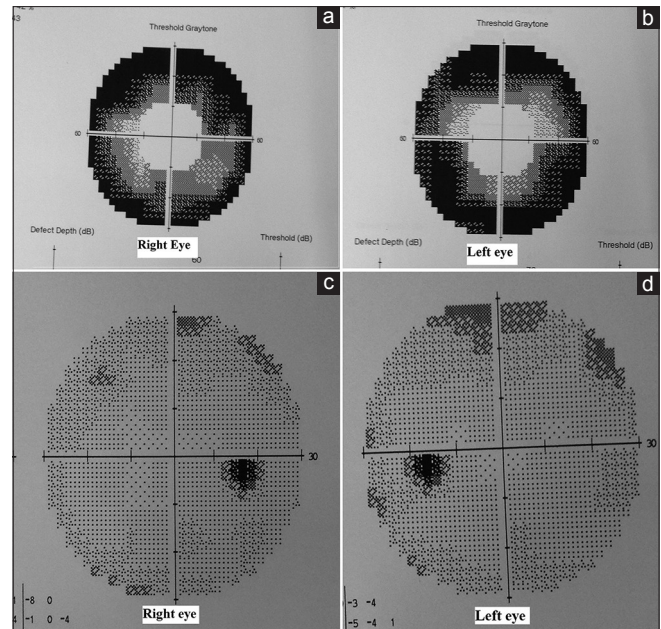 a
Threshold Graytone
60
60
Defect Depth (dB)
Threshold (dB)
Right Eye
60
b
Threshold Graytone
60
60
Defect Depth (dB)
Threshold (dB)
Left eye
c
30
-8 0
-1 0 -4
Right eye
d
30
-3 -4
-5 -4 1
Left eye